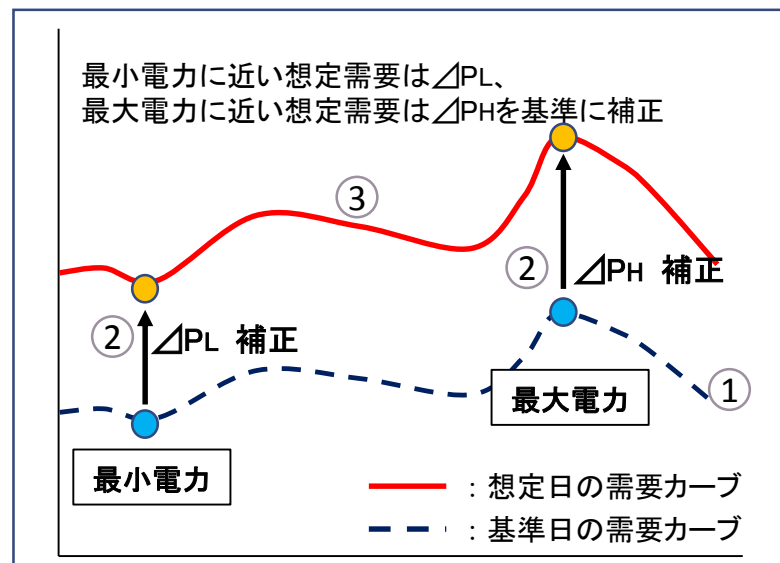 最小電力に近い想定需要は⊿PL、
最大電力に近い想定需要は⊿PHを基準に補正
③
②
⊿PH 補正
②
⊿PL 補正
①
最大電力
最小電力
：想定日の需要カーブ
：基準日の需要カーブ